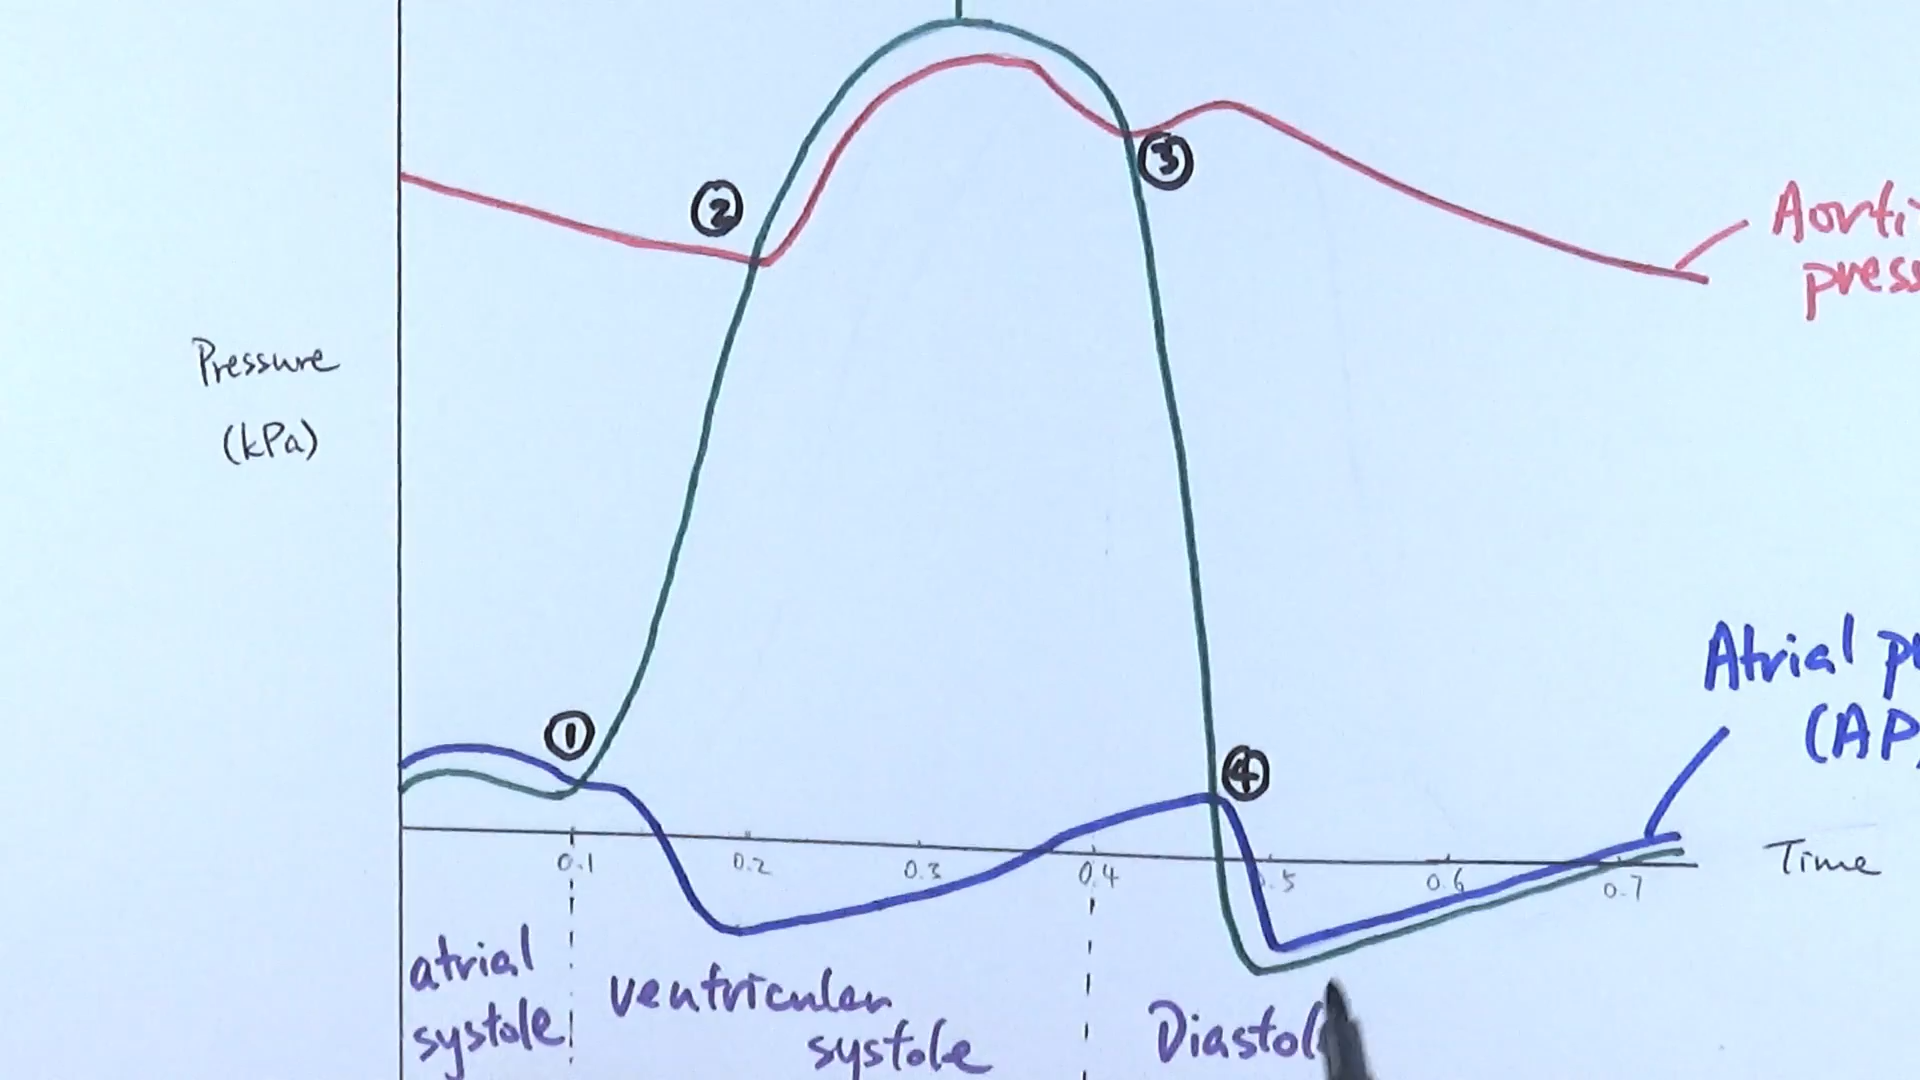 ②
③
Aorti
press
Pressure
(kPa)
Atrial p
(AP
①
④
0.1 0.2 0.3 0.4 .5 0.6 0.7
Time
atrial
systole
ventricular
systole
Diastol